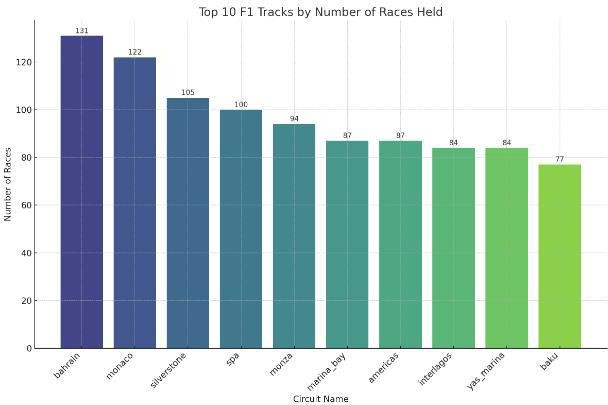 Top 10 F1 Tracks by Number of Races Held
131
122
105
100
94
87
87
84
84
77
120
100
80
60
40
20
0
Number of Races
bahrain
monaco
silverstone
spa
monza
marina_bay
americas
interlagos
yas_marina
baku
Circuit Name